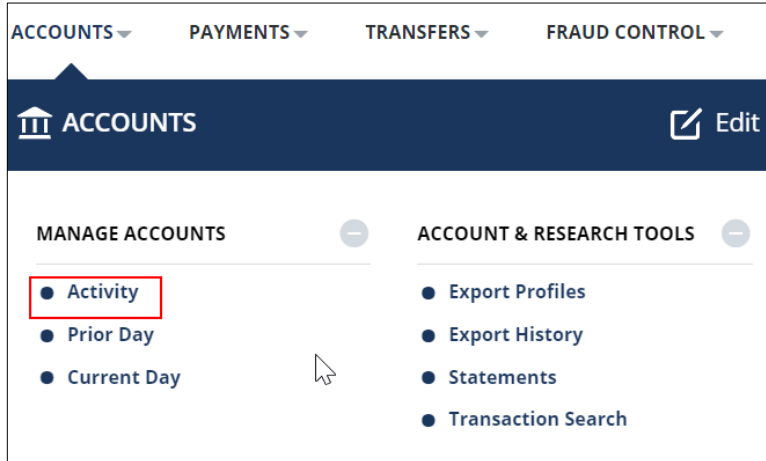 ACCOUNTS PAYMENTS TRANSFERS FRAUD CONTROL
ACCOUNTS Edit
MANAGE ACCOUNTS
Activity
Prior Day
Current Day
ACCOUNT & RESEARCH TOOLS
Export Profiles
Export History
Statements
Transaction Search